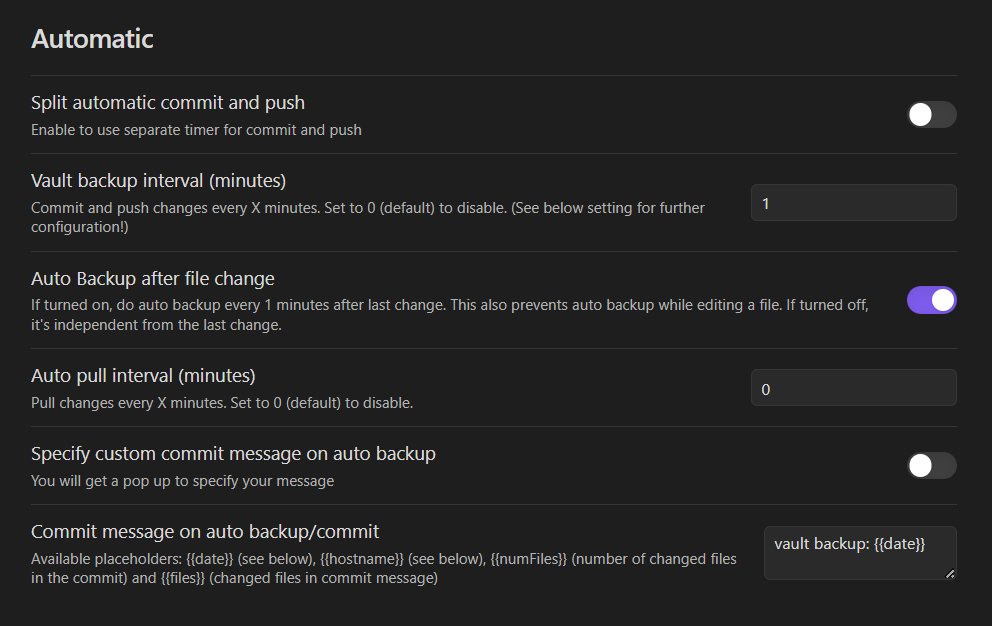 Automatic
Split automatic commit and push
Enable to use separate timer for commit and push
Vault backup interval (minutes)
Commit and push changes every X minutes. Set to 0 (default) to disable. (See below setting for further
configuration!)
1
Auto Backup after file change
If turned on, do auto backup every 1 minutes after last change. This also prevents auto backup while editing a file. If turned off,
it's independent from the last change.
Auto pull interval (minutes)
Pull changes every X minutes. Set to 0 (default) to disable.
0
Specify custom commit message on auto backup
You will get a pop up to specify your message
Commit message on auto backup/commit
Available placeholders: {{date}} (see below), {{hostname}} (see below), {{numFiles}} (number of changed files
in the commit) and {{files}} (changed files in commit message)
vault backup: {{date}}